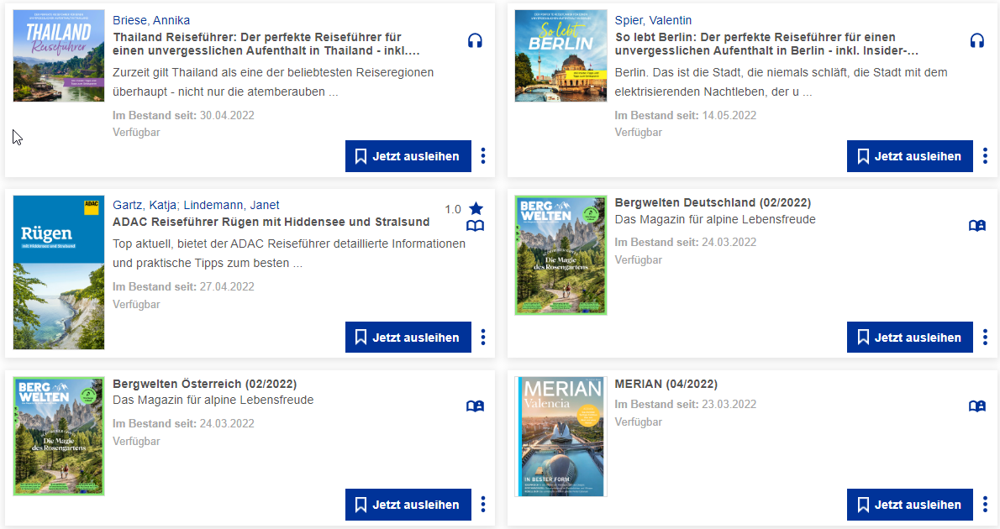 THAILAND
Reiseführer
Briese, Annika
Thailand Reiseführer: Der perfekte Reiseführer für
einen unvergesslichen Aufenthalt in Thailand - inkl....
Zurzeit gilt Thailand als eine der beliebtesten Reiseregionen
überhaupt - nicht nur die atemberauben ...
Im Bestand seit: 30.04.2022
Verfügbar
Jetzt ausleihen
So lebt
BERLIN
Spier, Valentin
So lebt Berlin: Der perfekte Reiseführer für einen
unvergesslichen Aufenthalt in Berlin - inkl. Insider-...
Berlin. Das ist die Stadt, die niemals schläft, die Stadt mit dem
elektrisierenden Nachtleben, der u ...
Im Bestand seit: 14.05.2022
Verfügbar
Jetzt ausleihen
ADAC
Rügen
mit Hiddensee und Stralsund
Gartz, Katja; Lindemann, Janet
1.0
ADAC Reiseführer Rügen mit Hiddensee und Stralsund
Top aktuell, bietet der ADAC Reiseführer detaillierte Informationen
und praktische Tipps zum besten ...
Im Bestand seit: 27.04.2022
Verfügbar
Jetzt ausleihen
BERG
WELTEN
Die Magie
des Rosengartens
Bergwelten Deutschland (02/2022)
Das Magazin für alpine Lebensfreude
Im Bestand seit: 24.03.2022
Verfügbar
Jetzt ausleihen
BERG
WELTEN
Die Magie
des Rosengartens
Bergwelten Österreich (02/2022)
Das Magazin für alpine Lebensfreude
Im Bestand seit: 24.03.2022
Verfügbar
Jetzt ausleihen
MERIAN
Valencia
IN BESTER FORM
MERIAN (04/2022)
Im Bestand seit: 23.03.2022
Verfügbar
Jetzt ausleihen